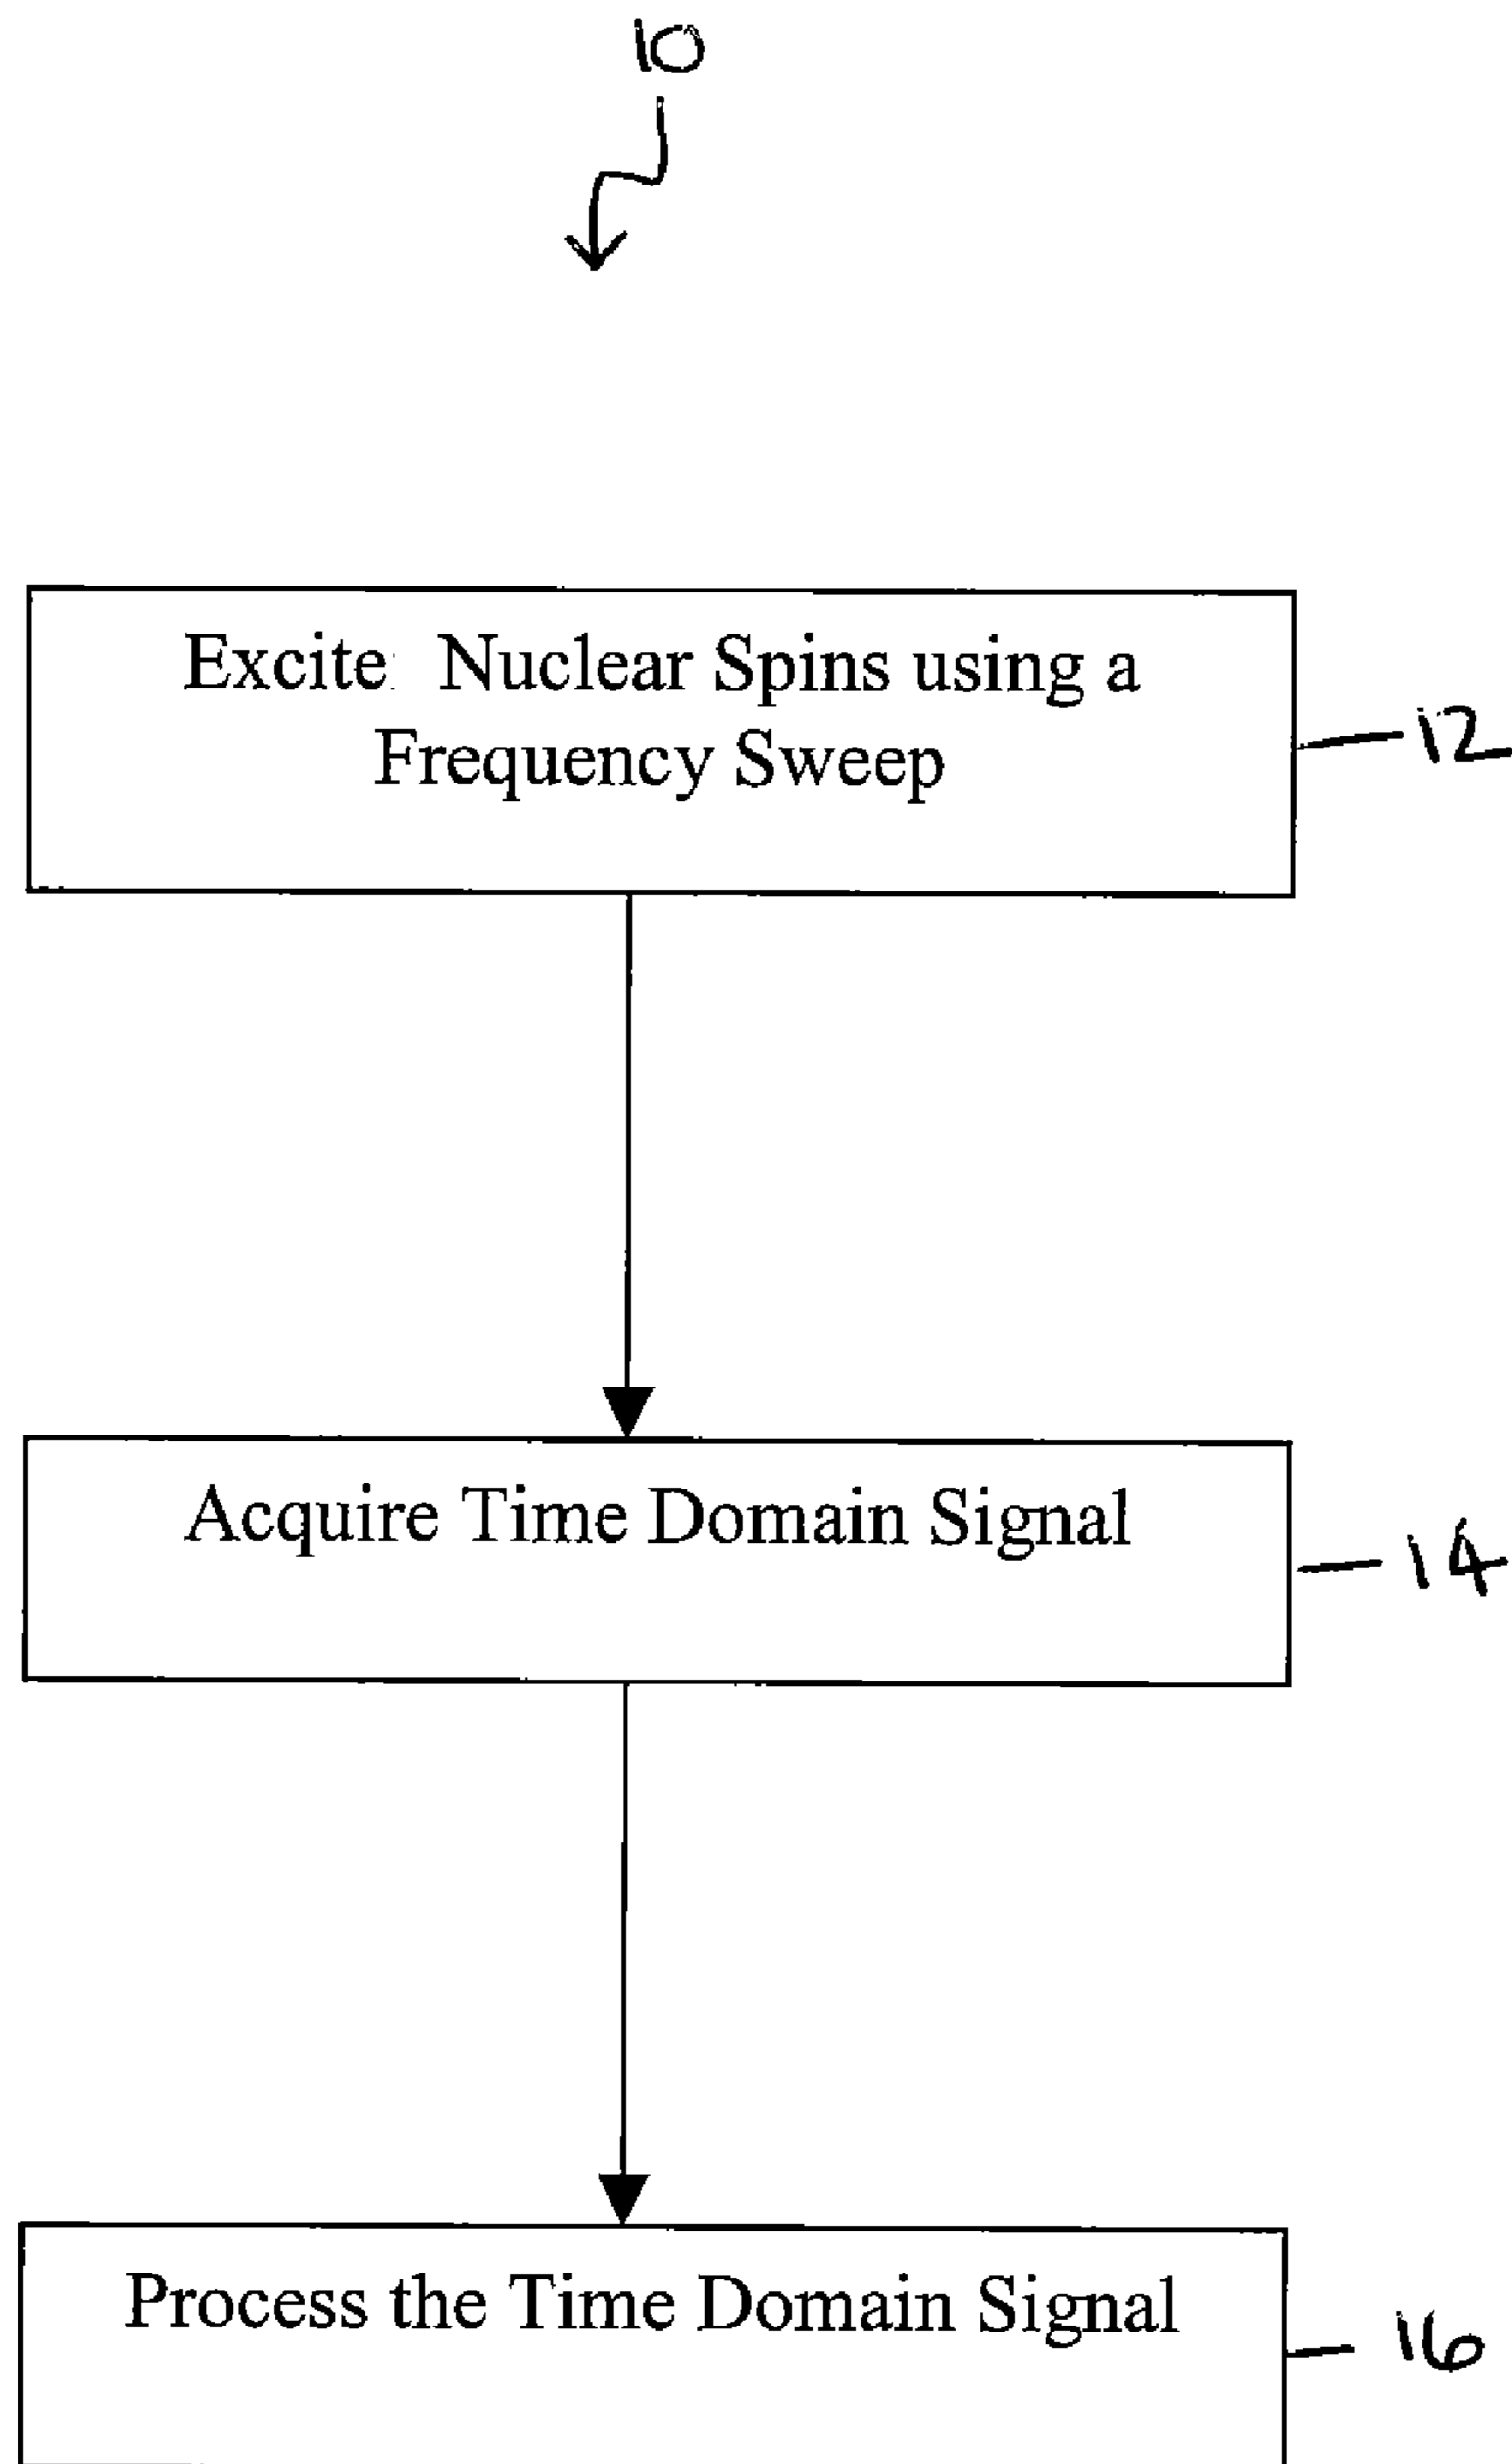 10
Excite Nuclear Spins using a
Frequency Sweep
12
Acquire Time Domain Signal
14
Process the Time Domain Signal
16